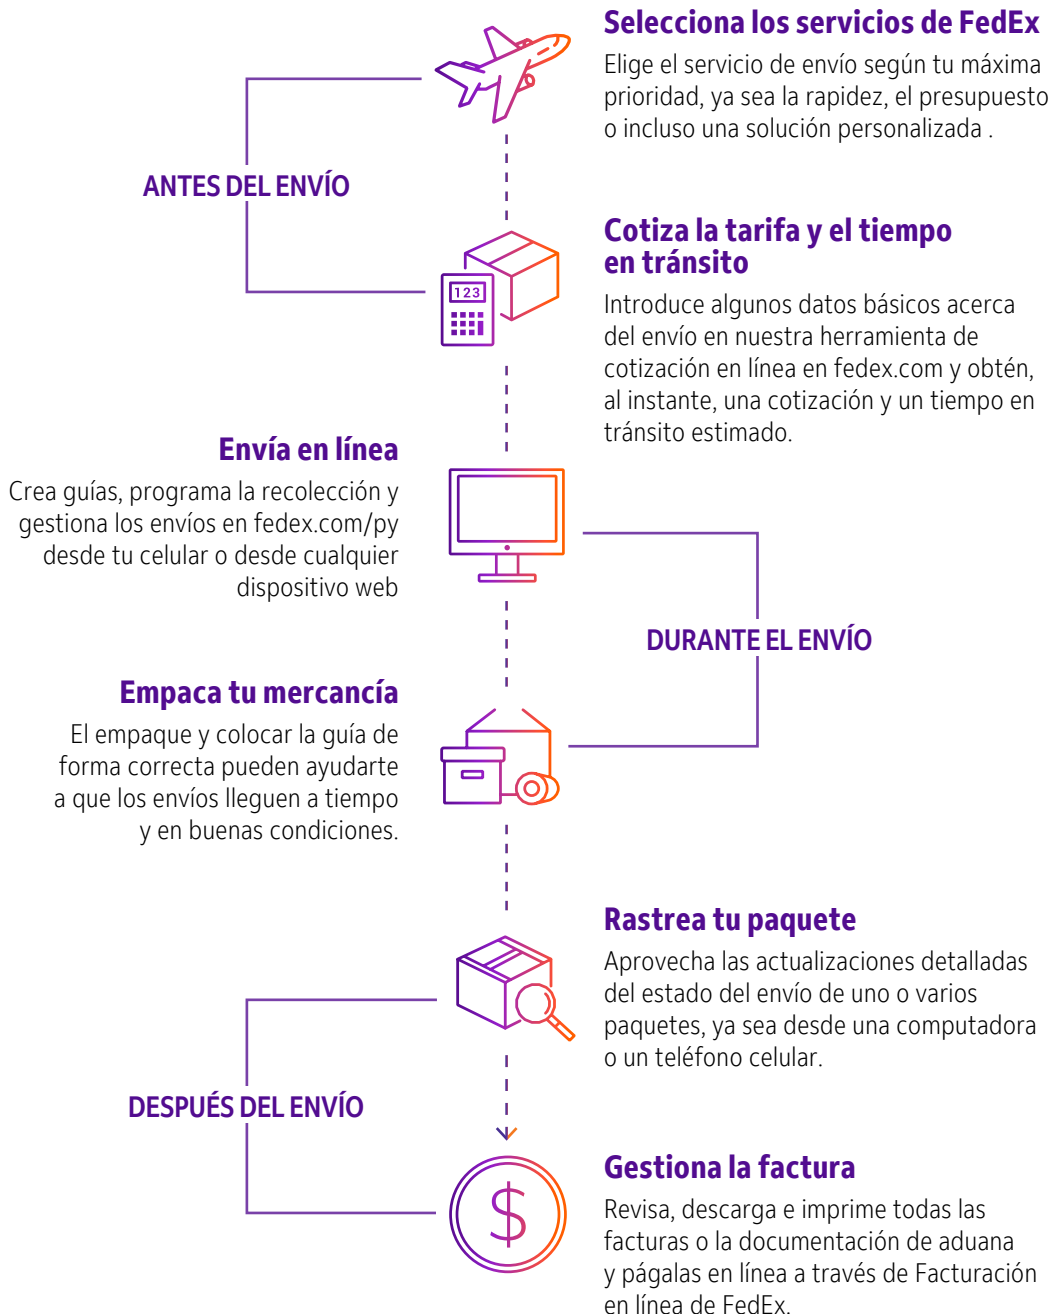 Selecciona los servicios de FedEx
Elige el servicio de envío según tu máxima
prioridad, ya sea la rapidez, el presupuesto
o incluso una solución personalizada .
ANTES DEL ENVÍO
Cotiza la tarifa y el tiempo
en tránsito
Introduce algunos datos básicos acerca
del envío en nuestra herramienta de
cotización en línea en fedex.com y obtén,
al instante, una cotización y un tiempo en
tránsito estimado.
123
Envía en línea
Crea guías, programa la recolección y
gestiona los envíos en fedex.com/py
desde tu celular o desde cualquier
dispositivo web
DURANTE EL ENVÍO
Empaca tu mercancía
El empaque y colocar la guía de
forma correcta pueden ayudarte
a que los envíos lleguen a tiempo
y en buenas condiciones.
Rastrea tu paquete
Aprovecha las actualizaciones detalladas
del estado del envío de uno o varios
paquetes, ya sea desde una computadora
o un teléfono celular.
DESPUÉS DEL ENVÍO
Gestiona la factura
Revisa, descarga e imprime todas las
facturas o la documentación de aduana
y págalas en línea a través de Facturación
en línea de FedEx.
$